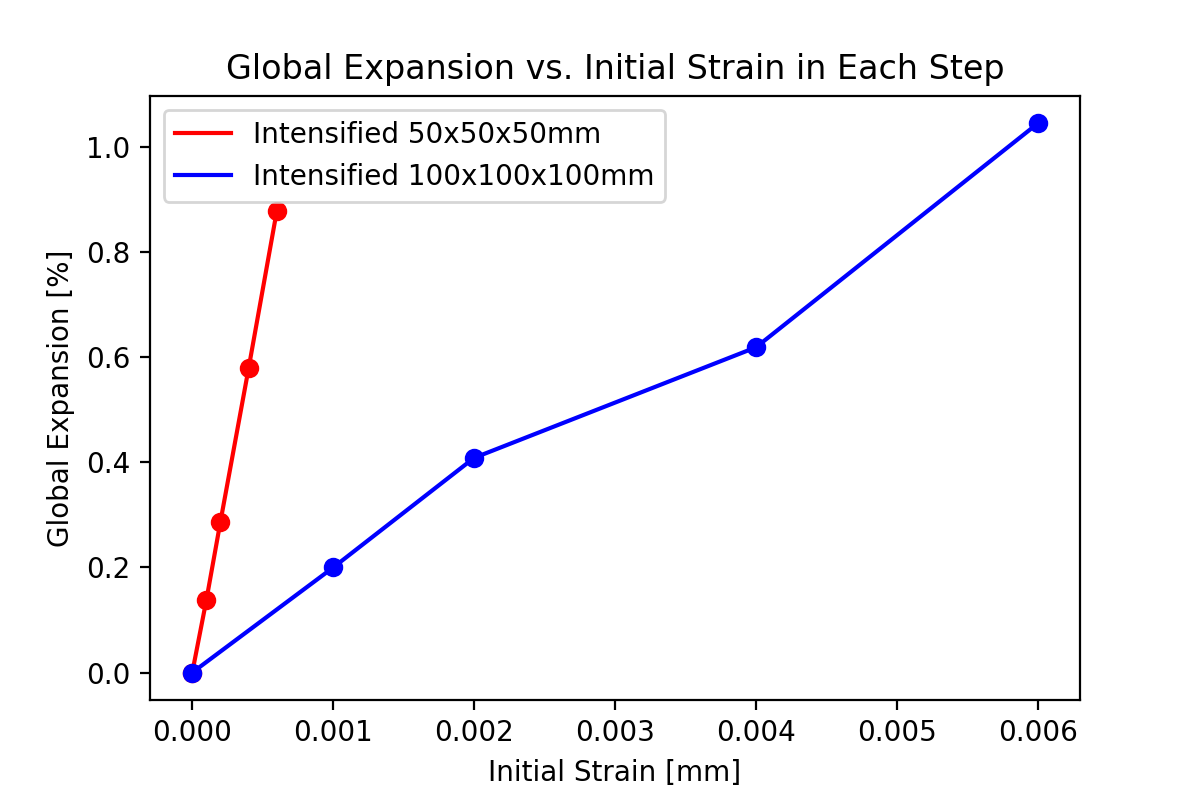 Global Expansion vs. Initial Strain in Each Step
Intensified 50x50x50mm
Intensified 100x100x100mm
Global Expansion [%]
1.0
0.8
0.6
0.4
0.2
0.0
0.000 0.001 0.002 0.003 0.004 0.005 0.006
Initial Strain [mm]